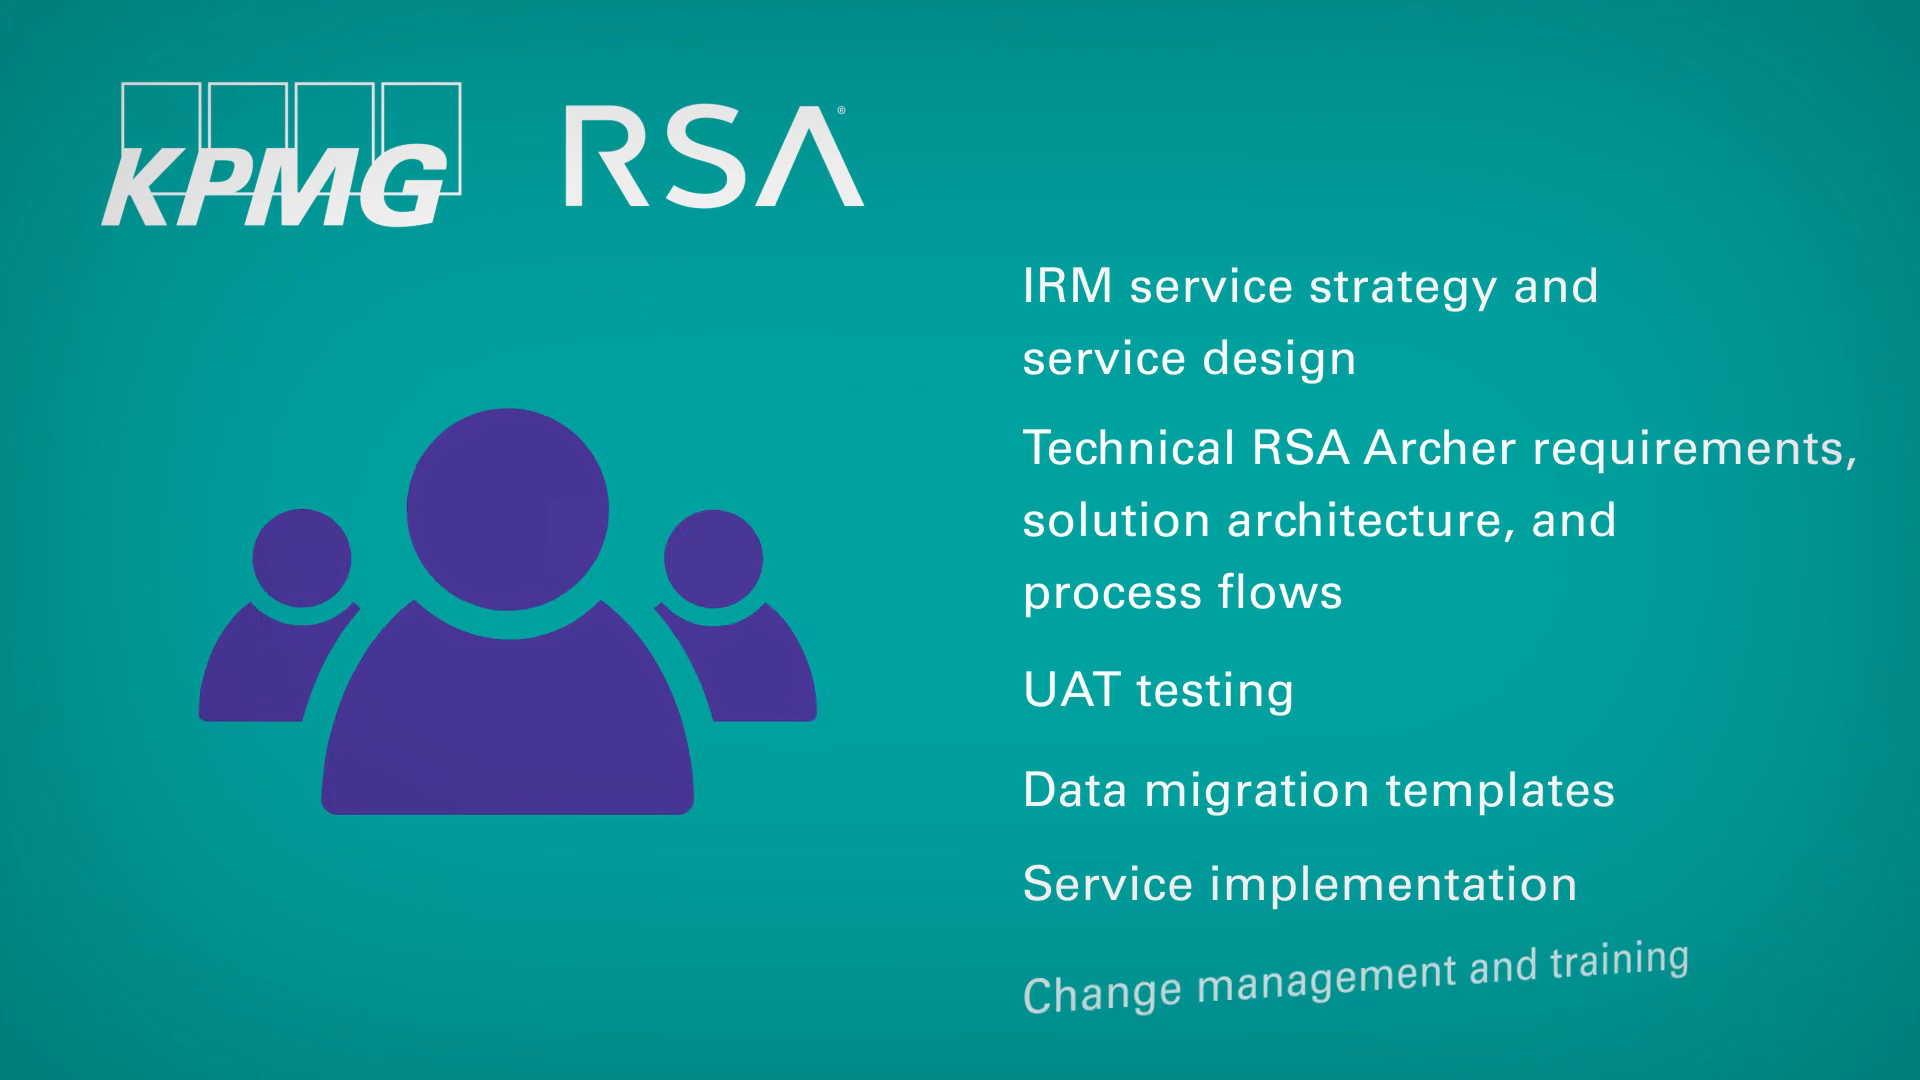 KPMG
RSA®
IRM service strategy and
service design
Technical RSA Archer requirements,
solution architecture, and
process flows
UAT testing
Data migration templates
Service implementation
Change management and training